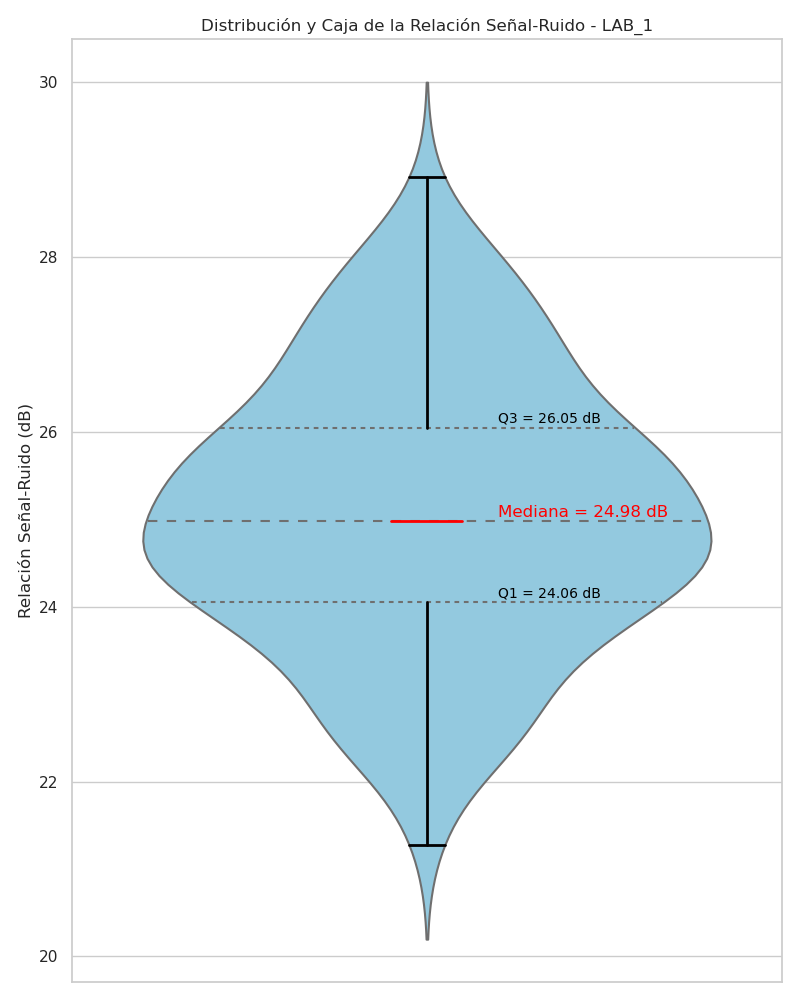 Distribución y Caja de la Relación Señal-Ruido - LAB_1
Relación Señal-Ruido (dB)
30
28
26
24
22
20
Q3 = 26.05 dB
Mediana = 24.98 dB
Q1 = 24.06 dB